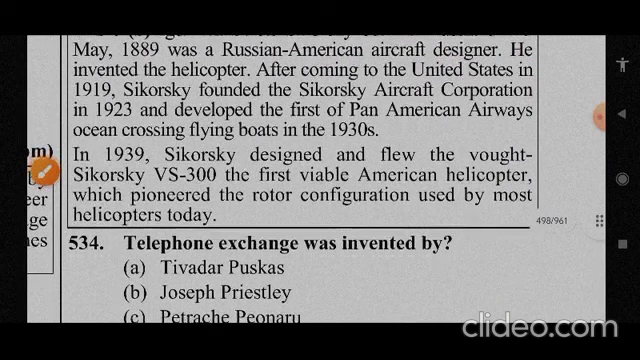 May, 1889 was a Russian-American aircraft designer. He
invented the helicopter. After coming to the United States in
1919, Sikorsky founded the Sikorsky Aircraft Corporation
in 1923 and developed the first of Pan American Airways
ocean crossing flying boats in the 1930s.
In 1939, Sikorsky designed and flew the vought-
Sikorsky VS-300 the first viable American helicopter,
which pioneered the rotor configuration used by most
helicopters today.
498/961
534. Telephone exchange was invented by?
(a) Tivadar Puskas
(b) Joseph Priestley
(c) Petrache Peonaru
clideo.com